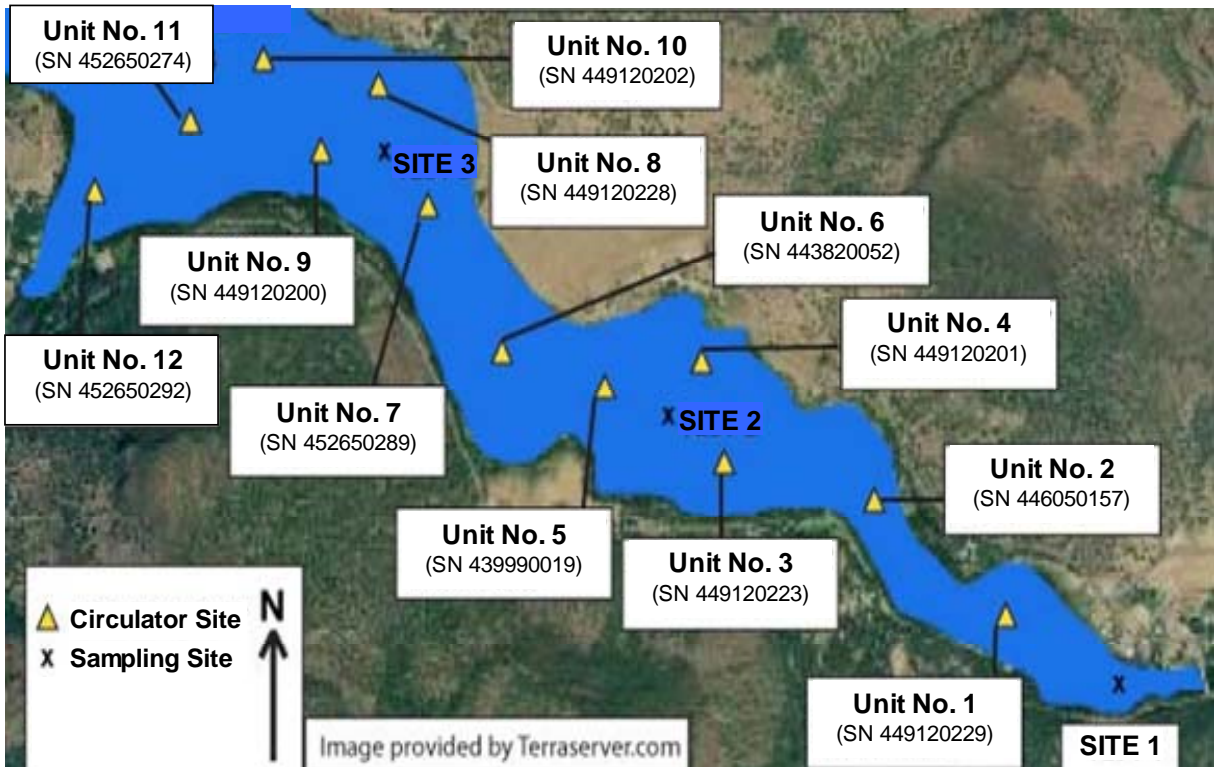 Unit No. 11
(SN 452650274)
Unit No. 10
(SN 449120202)
SITE 3
Unit No. 8
(SN 449120228)
Unit No. 6
(SN 443820052)
Unit No. 9
(SN 449120200)
Unit No. 4
(SN 449120201)
Unit No. 12
(SN 452650292)
Unit No. 7
(SN 452650289)
SITE 2
Unit No. 2
(SN 446050157)
Unit No. 5
(SN 439990019)
Unit No. 3
(SN 449120223)
Circulator Site
x Sampling Site
N
Unit No. 1
(SN 449120229)
SITE 1
Image provided by Terraserver.com